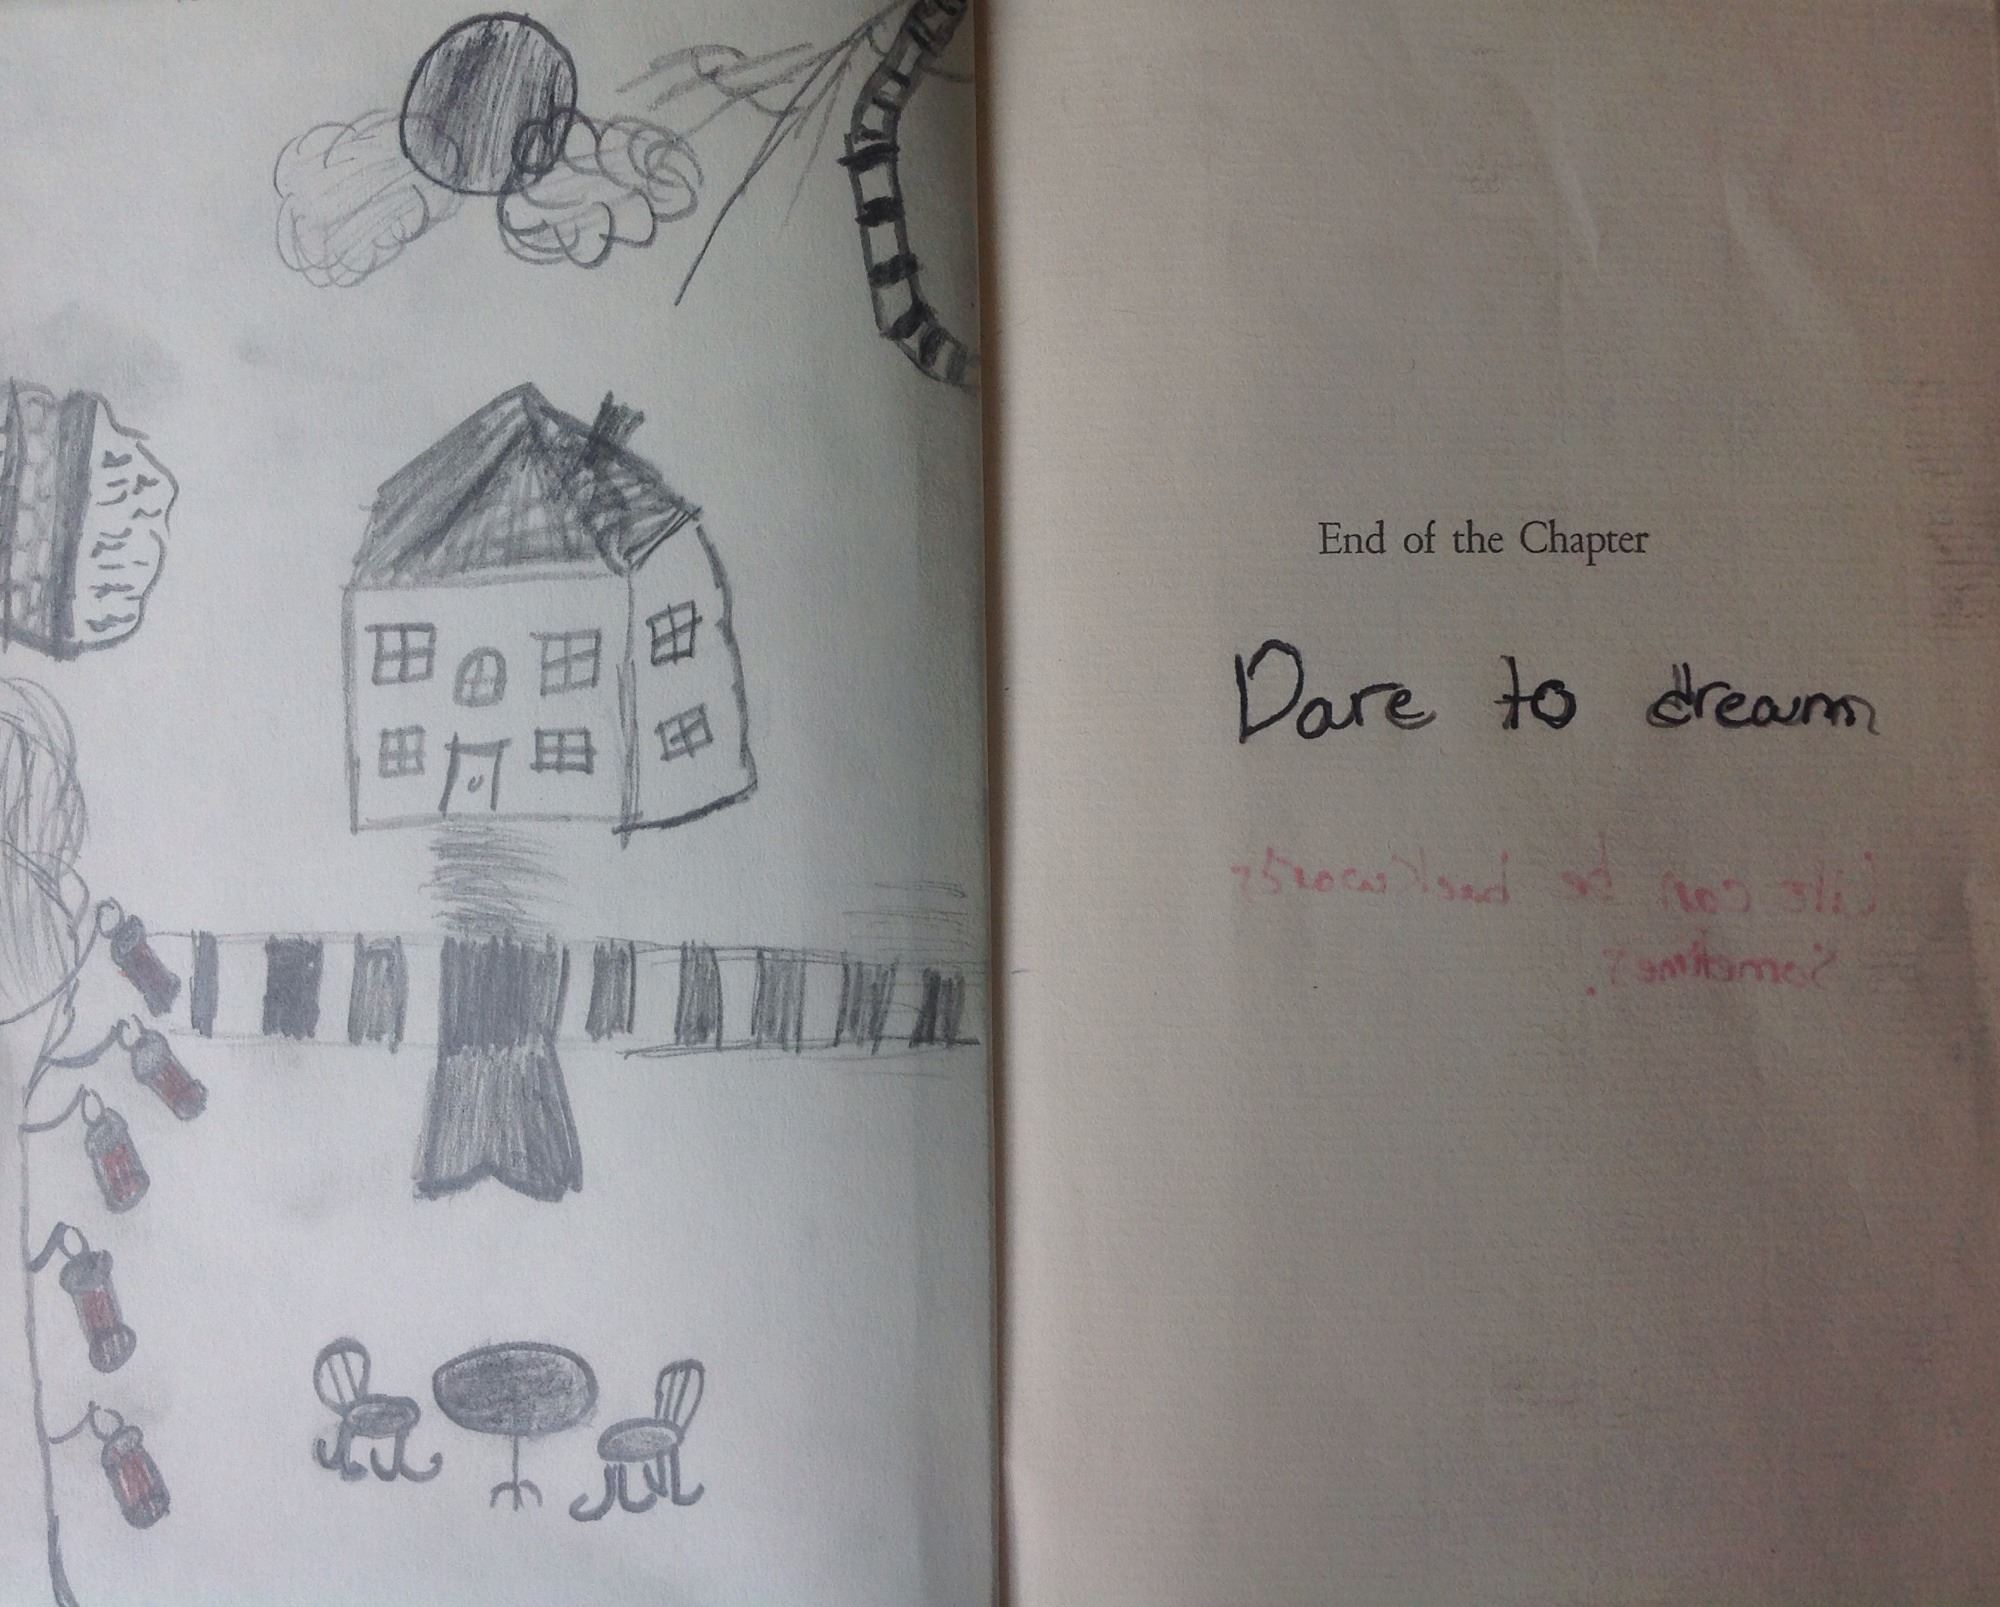 End of the Chapter
Dare to dream
Life can be backwards
Sometimes.